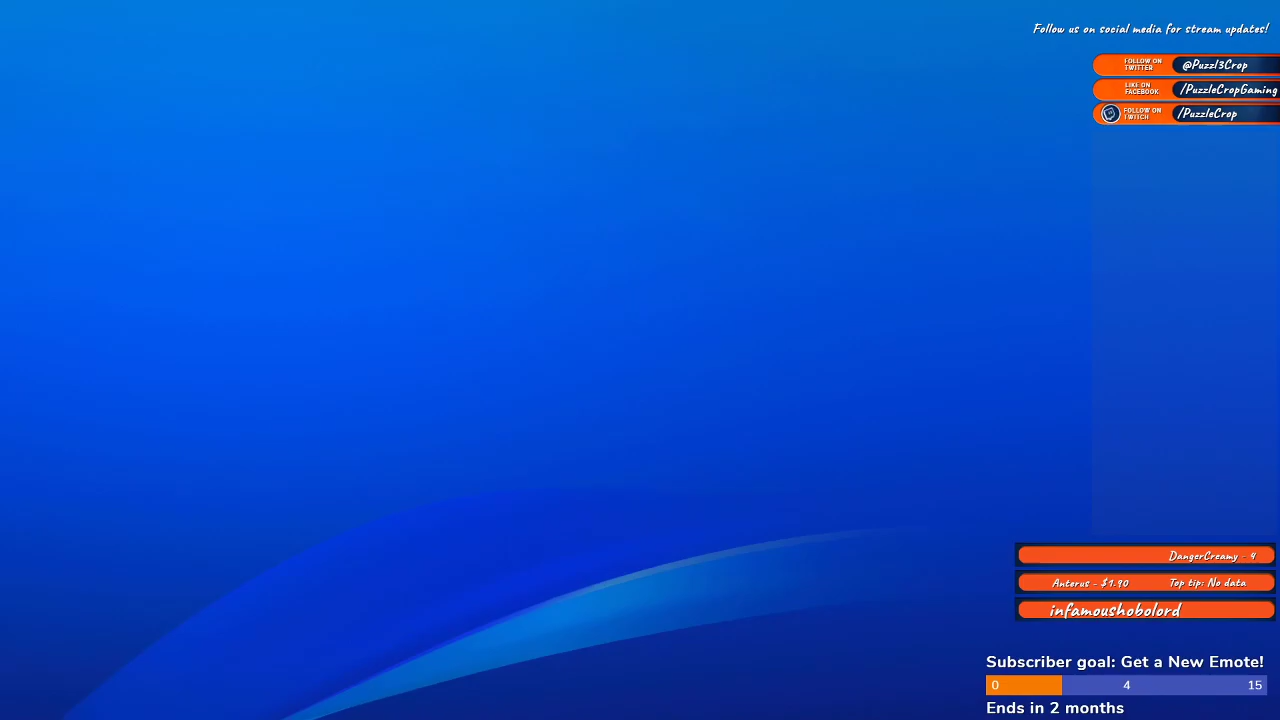 Follow us on social media for stream updates!
FOLLOW ON TWITTER
@Puzzl3Crop
LIKE ON FACEBOOK
/PuzzleCropGaming
FOLLOW ON TWITCH
/PuzzleCrop
DangerCreamy - 4
Anterus - $1.90 Top tip: No data
infamoushobolord
Subscriber goal: Get a New Emote!
0 4 15
Ends in 2 months